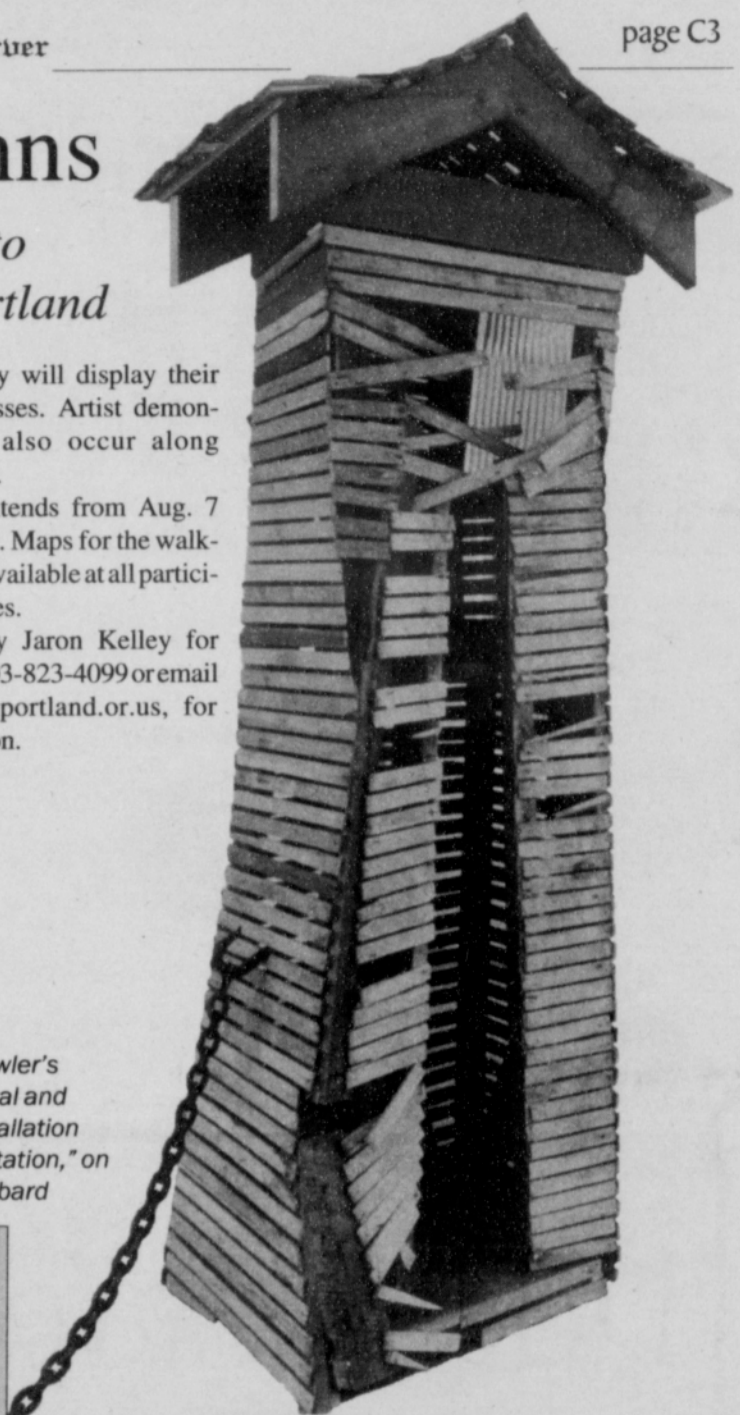 ver
page C3
nns
to
rtland
y will display their
sses. Artist demon-
also occur along
tends from Aug. 7
. Maps for the walk-
vailable at all partici-
es.
y Jaron Kelley for
3-823-4099 or email
portland.or.us, for
n.
wler's
al and
allation
tation," on
bard